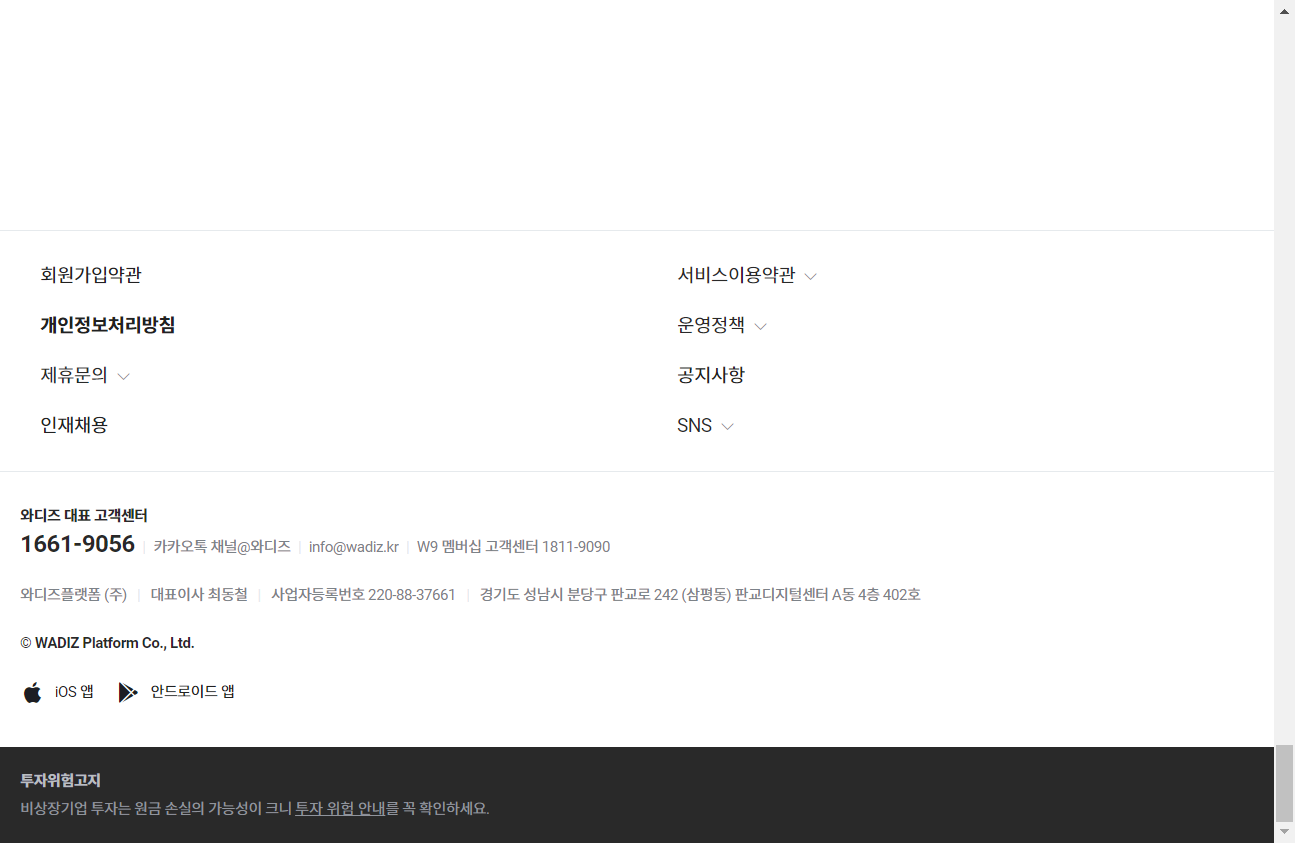 회원가입약관
서비스이용약관
개인정보처리방침
운영정책
제휴문의
공지사항
인재채용
SNS
와디즈 대표 고객센터
1661-9056 카카오톡 채널@와디즈 info@wadiz.kr W9 멤버십 고객센터 1811-9090
와디즈플랫폼 (주) 대표이사 최동철 사업자등록번호 220-88-37661 경기도 성남시 분당구 판교로 242 (삼평동) 판교디지털센터 A동 4층 402호
© WADIZ Platform Co., Ltd.
iOS 앱 안드로이드 앱
투자위험고지
비상장기업 투자는 원금 손실의 가능성이 크니 투자 위험 안내를 꼭 확인하세요.